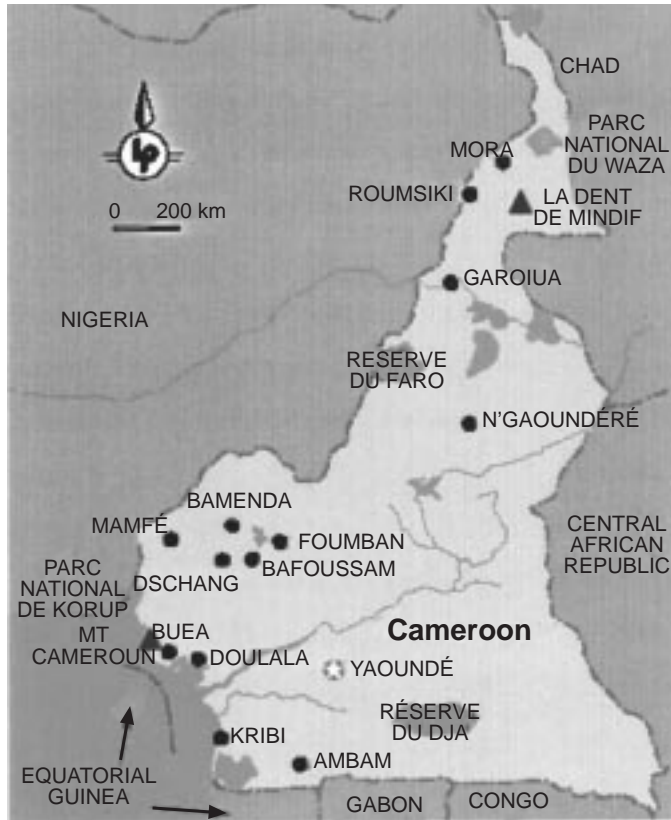 CHAD
PARC
NATIONAL
DU WAZA
MORA
ROUMSIKI
LA DENT
DE MINDIF
lp
0 200 km
GAROIUA
NIGERIA
RESERVE
DU FARO
N'GAOUNDÉRÉ
BAMENDA
MAMFÉ
FOUMBAN
CENTRAL
AFRICAN
REPUBLIC
PARC
NATIONAL
DE KORUP
DSCHANG
BAFOUSSAM
Cameroon
MT
CAMEROUN
BUEA
DOULALA
YAOUNDÉ
RÉSERVE
DU DJA
KRIBI
AMBAM
EQUATORIAL
GUINEA
GABON
CONGO